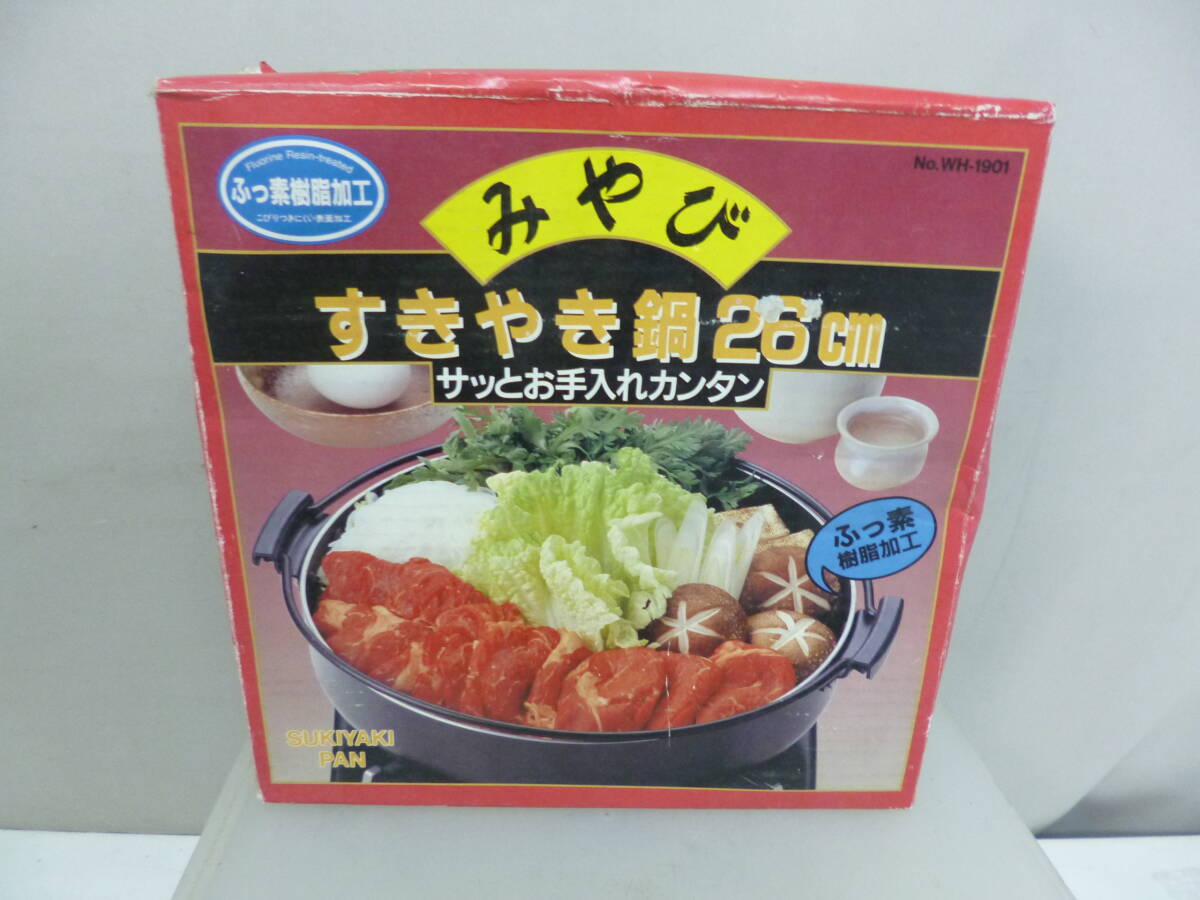 Fluorine Resin-treated
ふっ素樹脂加工
こびりつきにくい表面加工
みやび
No.WH-1901
すきやき鍋26cm
サッとお手入れカンタン
ふっ素
樹脂加工
SUKIYAKI
PAN